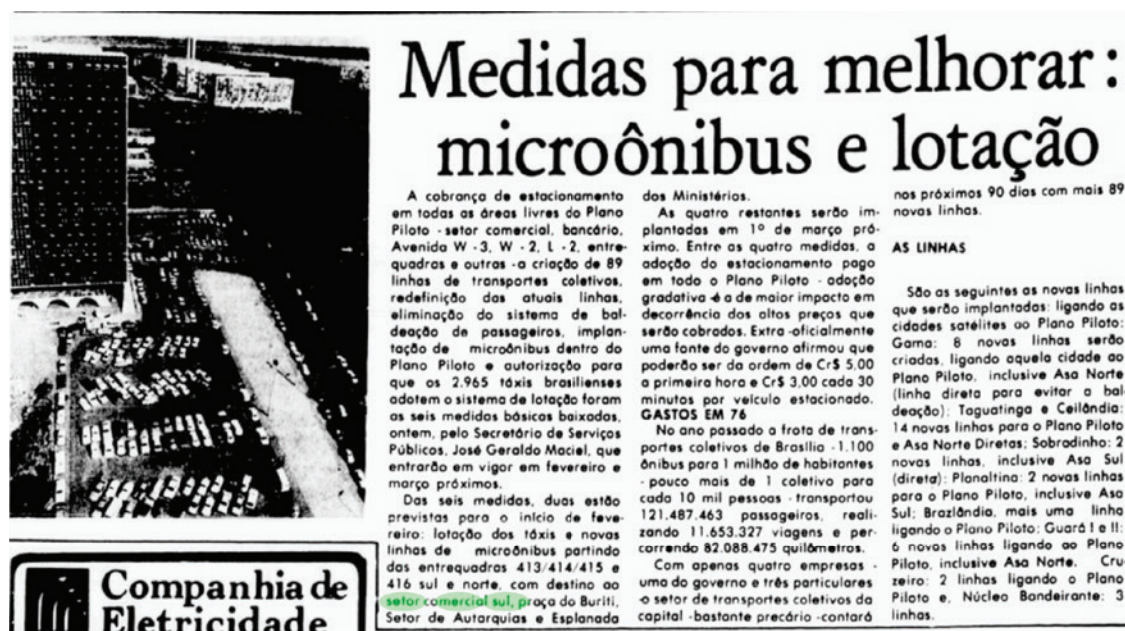 Medidas para melhorar:
microônibus e lotação
A cobrança de estacionamento
em todas as áreas livres do Plano
Piloto - setor comercial, bancário,
Avenida W - 3, W - 2, L - 2, entre-
quadras e outras - a criação de 89
linhas de transportes coletivos,
redefinição das atuais linhas,
eliminação do sistema de bal-
deação de passageiros, implan-
tação de microônibus dentro do
Plano Piloto e autorização para
que os 2.965 táxis brasilienses
adotem o sistema de lotação foram
as seis medidas básicas baixadas,
ontem, pelo Secretário de Serviços
Públicos, José Geraldo Maciel, que
entrarão em vigor em fevereiro e
março próximos.
Das seis medidas, duas estão
previstas para o início de feve-
reiro: lotação dos táxis e novas
linhas de microônibus partindo
das entrequadras 413/414/415 e
416 sul e norte, com destino ao
setor comercial sul, praça do Buriti,
Setor de Autarquias e Esplanada
dos Ministérios.
As quatro restantes serão im-
plantadas em 1º de março pró-
ximo. Entre as quatro medidas, a
adoção do estacionamento pago
em todo o Plano Piloto - adoção
gradativa - é a de maior impacto em
decorrência dos altos preços que
serão cobrados. Extra -oficialmente
uma fonte do governo afirmou que
poderão ser da ordem de Cr$ 5,00
a primeira hora e Cr$ 3,00 cada 30
minutos por veículo estacionado.
GASTOS EM 76
No ano passado a frota de trans-
portes coletivos de Brasília - 1.100
ônibus para 1 milhão de habitantes
- pouco mais de 1 coletivo para
cada 10 mil pessoas - transportou
121.487.463 passageiros, reali-
zando 11.653.327 viagens e per-
correndo 82.088.475 quilômetros.
Com apenas quatro empresas -
uma do governo e três particulares
-o setor de transportes coletivos da
capital -bastante precário -contará
nos próximos 90 dias com mais 89
novas linhas.
AS LINHAS
São as seguintes as novas linhas
que serão implantadas: ligando as
cidades satélites ao Plano Piloto:
Gama: 8 novas linhas serão
criadas, ligando aquela cidade ao
Plano Piloto, inclusive Asa Norte
(linha direta para evitar a bal-
deação); Taguatinga e Ceilândia:
14 novas linhas para o Plano Piloto
e Asa Norte Diretas; Sobradinho: 2
novas linhas, inclusive Asa Sul
(direta); Planaltina: 2 novas linhas
para o Plano Piloto, inclusive Asa
Sul; Brazlândia, mais uma linha
ligando o Plano Piloto; Guará I e II:
6 novas linhas ligando ao Plano
Piloto, inclusive Asa Norte. Cru-
zeiro: 2 linhas ligando o Plano
Piloto e, Núcleo Bandeirante: 3
linhas.
Companhia de
Eletricidade